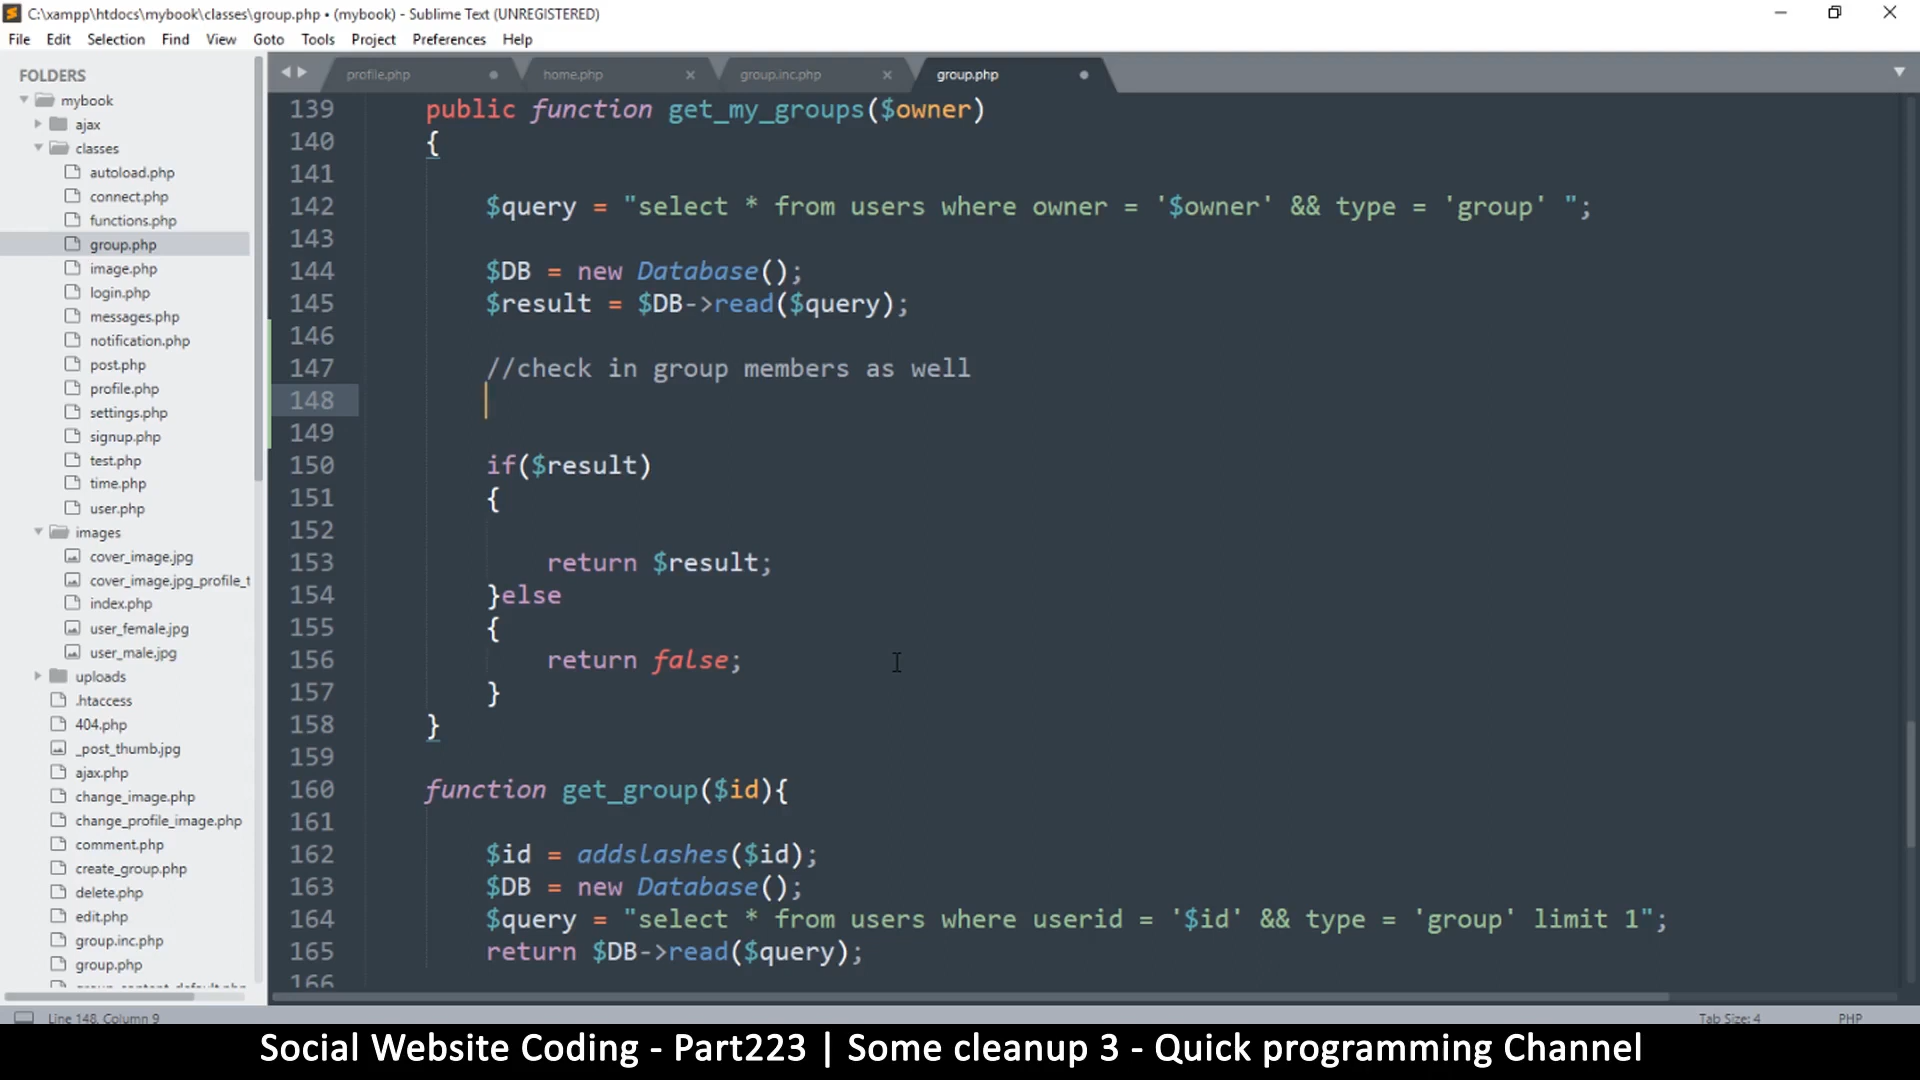 C:\xampp\htdocs\mybook\classes\group.php • (mybook) - Sublime Text (UNREGISTERED)
File Edit Selection Find View Goto Tools Project Preferences Help
FOLDERS
mybook
ajax
classes
autoload.php
connect.php
functions.php
group.php
image.php
login.php
messages.php
notification.php
post.php
profile.php
settings.php
signup.php
test.php
time.php
user.php
images
cover_image.jpg
cover_image.jpg_profile_t
index.php
user_female.jpg
user_male.jpg
uploads
.htaccess
404.php
_post_thumb.jpg
ajax.php
change_image.php
change_profile_image.php
comment.php
create_group.php
delete.php
edit.php
group.inc.php
group.php
group_content_default.php
profile.php home.php group.inc.php group.php
139 public function get_my_groups($owner)
140 {
141
142 $query = "select * from users where owner = '$owner' && type = 'group' ";
143
144 $DB = new Database();
145 $result = $DB->read($query);
146
147 //check in group members as well
148
149
150 if($result)
151 {
152
153 return $result;
154 }else
155 {
156 return false;
157 }
158 }
159
160 function get_group($id){
161
162 $id = addslashes($id);
163 $DB = new Database();
164 $query = "select * from users where userid = '$id' && type = 'group' limit 1";
165 return $DB->read($query);
166
Line 148, Column 9 Tab Size: 4 PHP
Social Website Coding - Part223 | Some cleanup 3 - Quick programming Channel